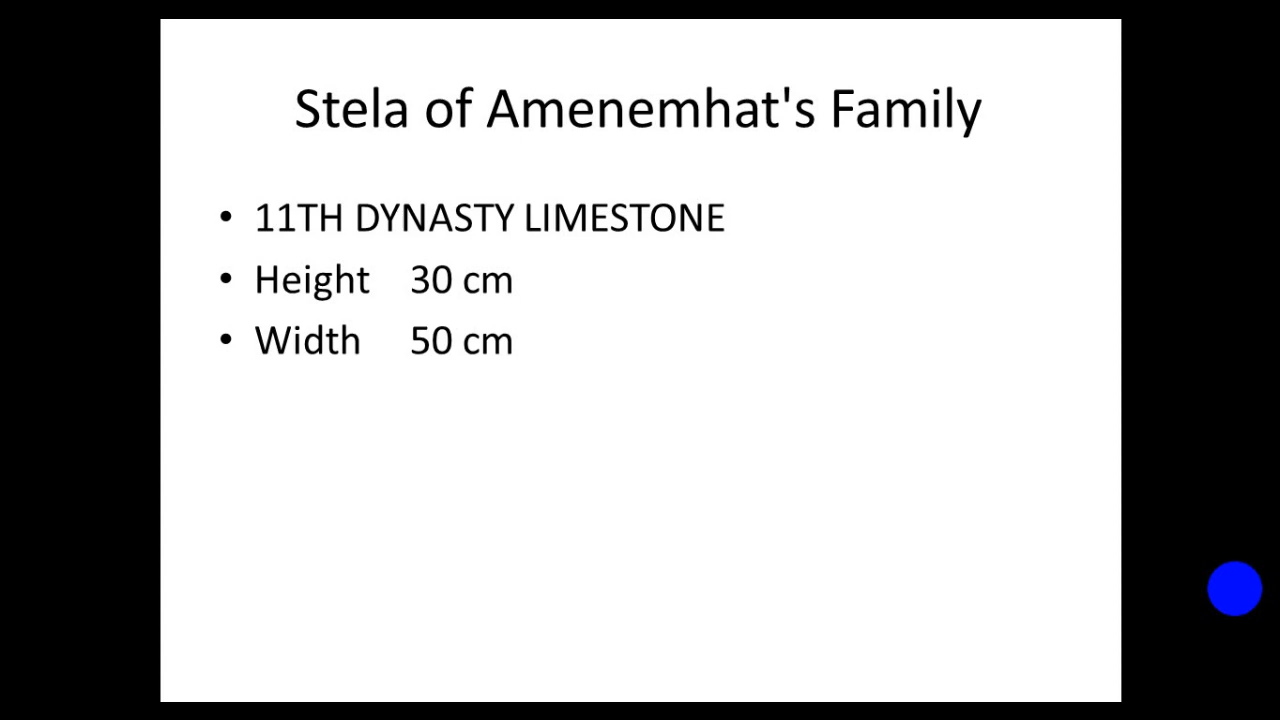 Stela of Amenemhat's Family
• 11TH DYNASTY LIMESTONE
• Height 30 cm
• Width 50 cm